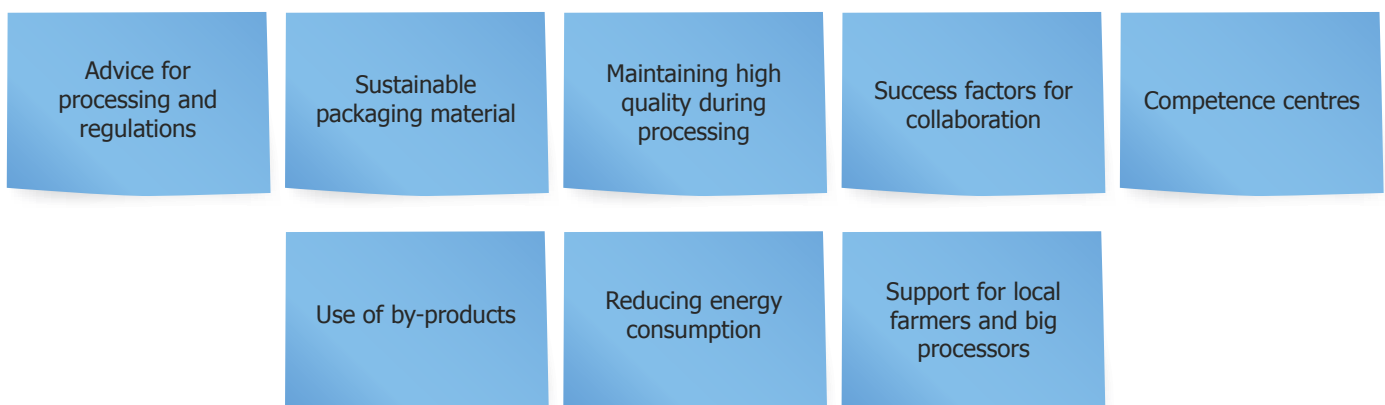 Advice for
processing and
regulations
Sustainable
packaging material
Maintaining high
quality during
processing
Success factors for
collaboration
Competence centres
Use of by-products
Reducing energy
consumption
Support for local
farmers and big
processors